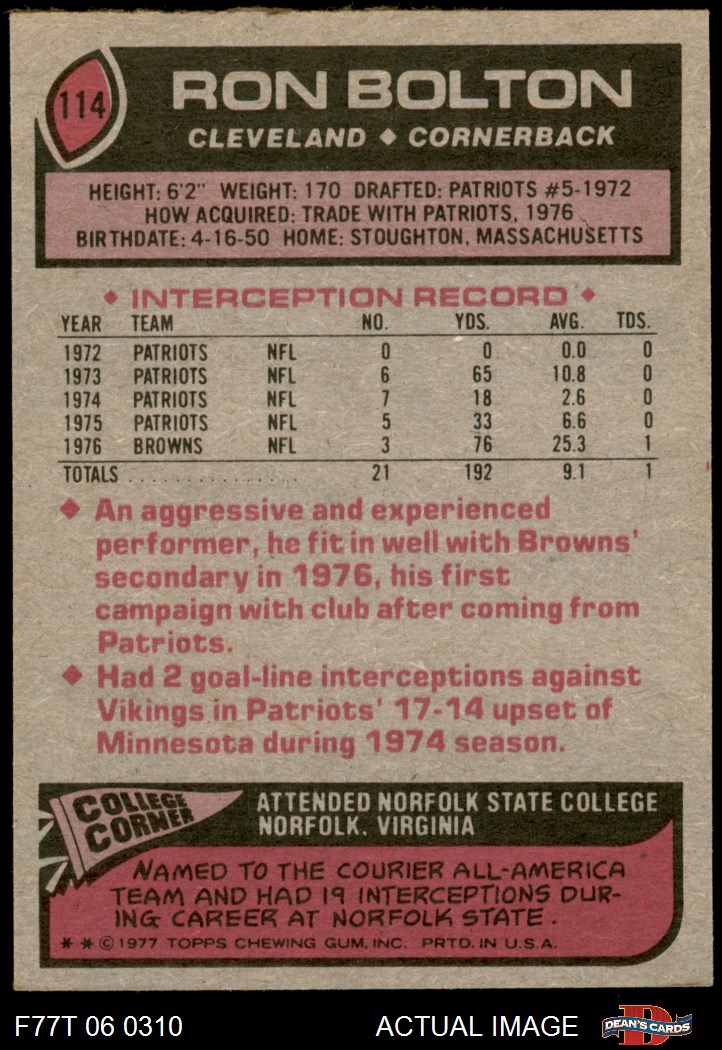 114
RON BOLTON
CLEVELAND ◆ CORNERBACK
HEIGHT: 6'2" WEIGHT: 170 DRAFTED: PATRIOTS #5-1972
HOW ACQUIRED: TRADE WITH PATRIOTS, 1976
BIRTHDATE: 4-16-50 HOME: STOUGHTON, MASSACHUSETTS
◆ INTERCEPTION RECORD ◆
YEAR TEAM NO. YDS. AVG. TDS.
1972 PATRIOTS NFL 0 0 0.0 0
1973 PATRIOTS NFL 6 65 10.8 0
1974 PATRIOTS NFL 7 18 2.6 0
1975 PATRIOTS NFL 5 33 6.6 0
1976 BROWNS NFL 3 76 25.3 1
TOTALS . . . . . . . . . . . . . . . 21 192 9.1 1
◆ An aggressive and experienced
performer, he fit in well with Browns'
secondary in 1976, his first
campaign with club after coming from
Patriots.
◆ Had 2 goal-line interceptions against
Vikings in Patriots' 17-14 upset of
Minnesota during 1974 season.
COLLEGE
CORNER
ATTENDED NORFOLK STATE COLLEGE
NORFOLK, VIRGINIA
NAMED TO THE COURIER ALL-AMERICA
TEAM AND HAD 19 INTERCEPTIONS DUR-
ING CAREER AT NORFOLK STATE.
* * © 1977 TOPPS CHEWING GUM, INC. PRTD. IN U.S.A.
F77T 06 0310 ACTUAL IMAGE
D
DEAN'S CARDS